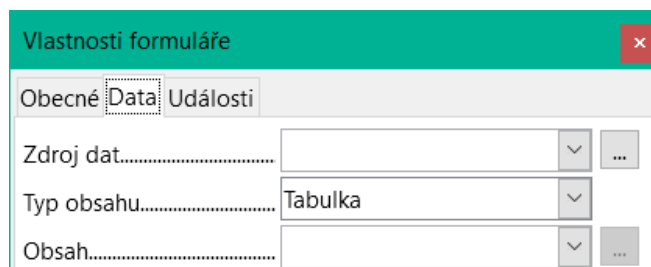 Vlastnosti formuláře
Obecné Data Události
Zdroj dat
Typ obsahu Tabulka
Obsah